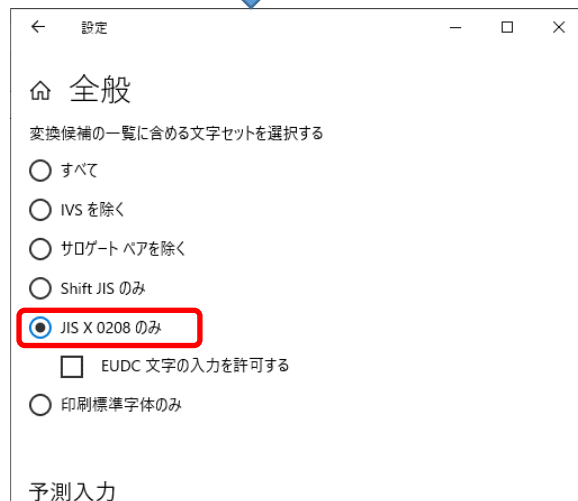 設定
全般
変換候補の一覧に含める文字セットを選択する
すべて
IVS を除く
サロゲート ペアを除く
Shift JIS のみ
JIS X 0208 のみ
EUDC 文字の入力を許可する
印刷標準字体のみ
予測入力